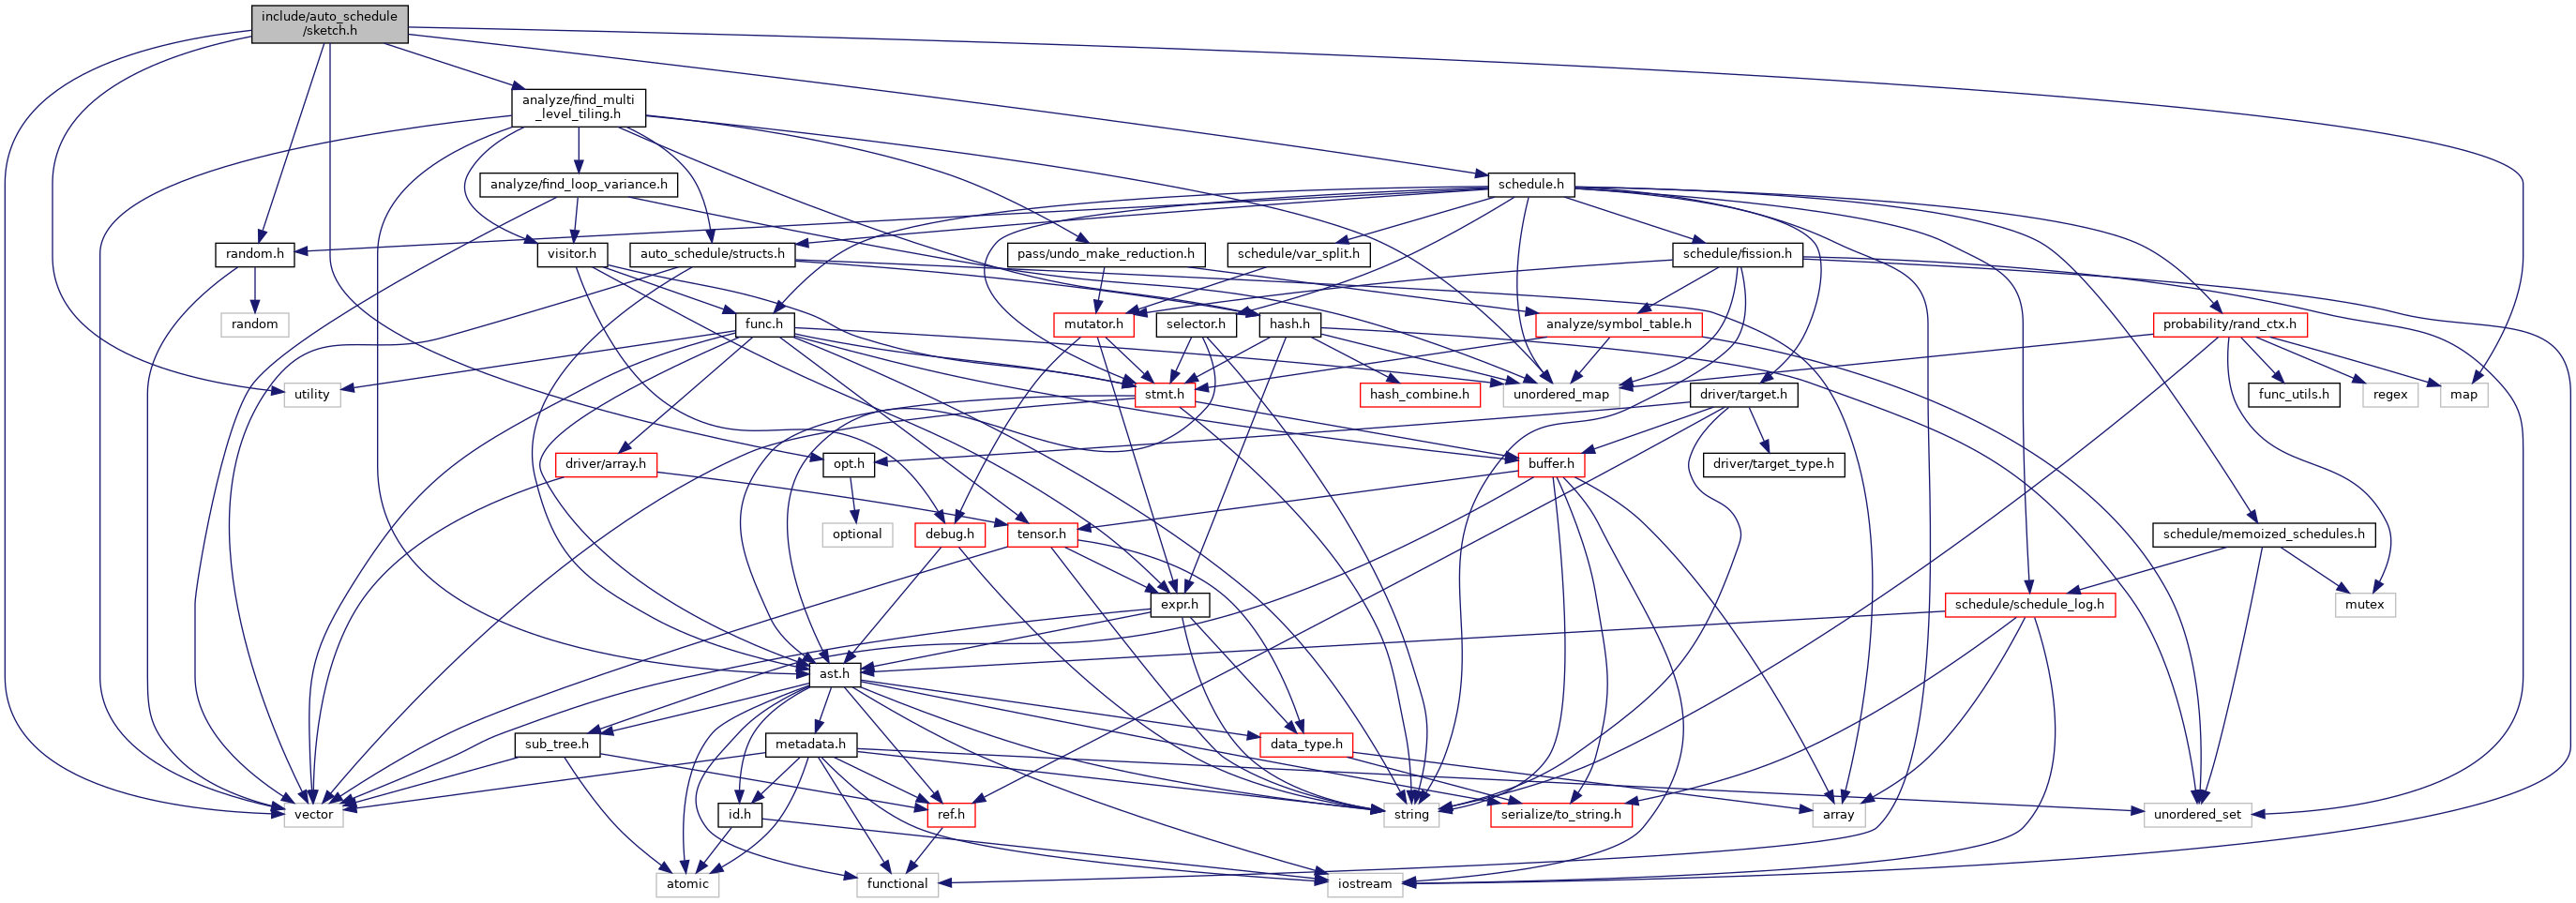 include/auto_schedule
/sketch.h
analyze/find_multi
_level_tiling.h
analyze/find_loop_variance.h
schedule.h
random.h
visitor.h
auto_schedule/structs.h
pass/undo_make_reduction.h
schedule/var_split.h
schedule/fission.h
random
func.h
mutator.h
selector.h
hash.h
analyze/symbol_table.h
probability/rand_ctx.h
utility
stmt.h
hash_combine.h
unordered_map
driver/target.h
func_utils.h
regex
map
driver/array.h
opt.h
buffer.h
driver/target_type.h
optional
debug.h
tensor.h
schedule/memoized_schedules.h
expr.h
schedule/schedule_log.h
mutex
ast.h
sub_tree.h
metadata.h
data_type.h
vector
id.h
ref.h
string
serialize/to_string.h
array
unordered_set
atomic
functional
iostream